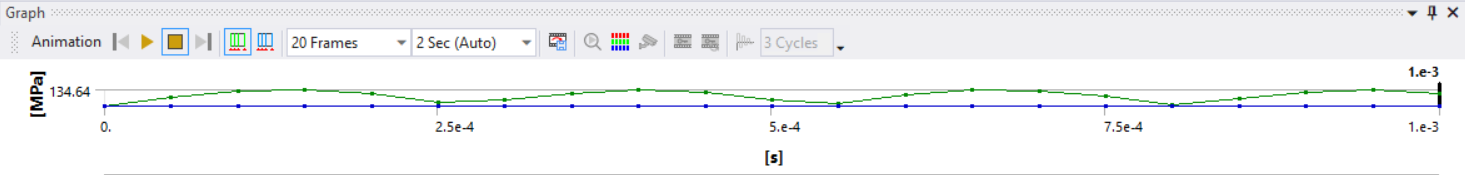 Graph
Animation 20 Frames 2 Sec (Auto) 3 Cycles
1.e-3
[MPa] 134.64
0. 2.5e-4 5.e-4 7.5e-4 1.e-3
[s]